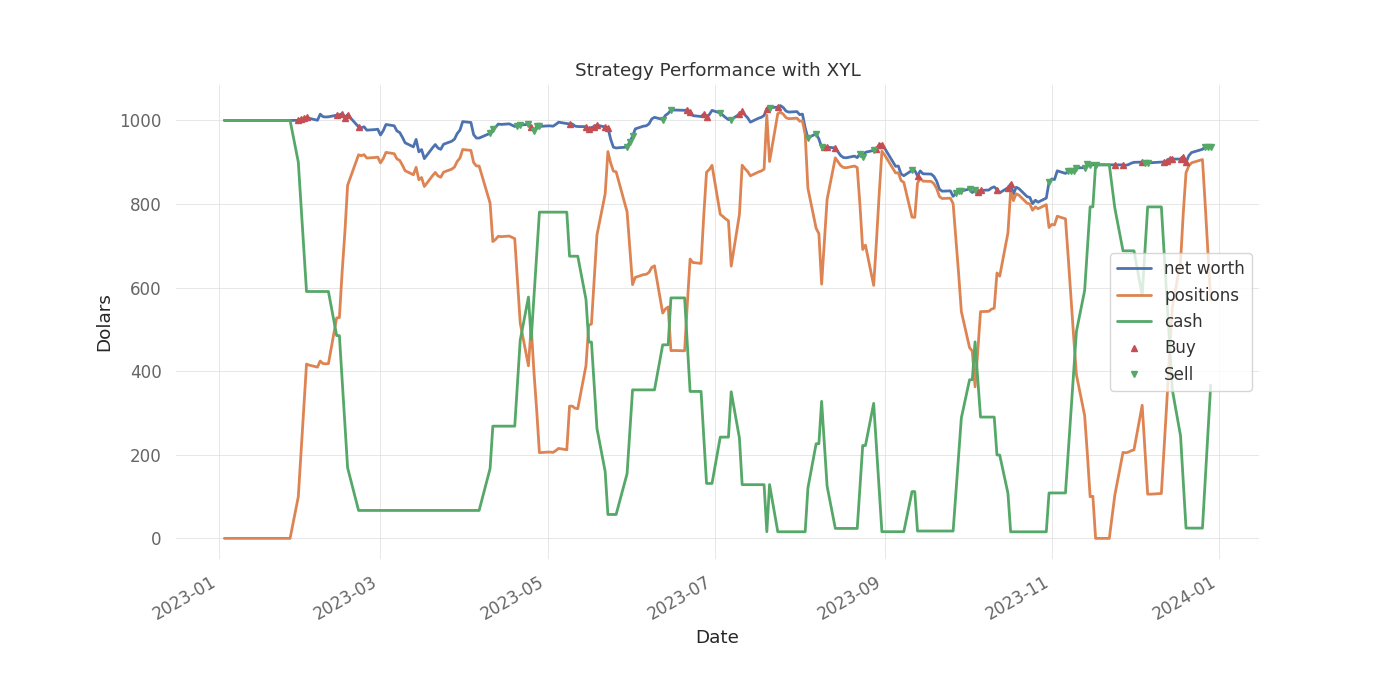 Strategy Performance with XYL
Dolars
1000
800
600
400
200
0
net worth
positions
cash
Buy
Sell
2023-01
2023-03
2023-05
2023-07
2023-09
2023-11
2024-01
Date